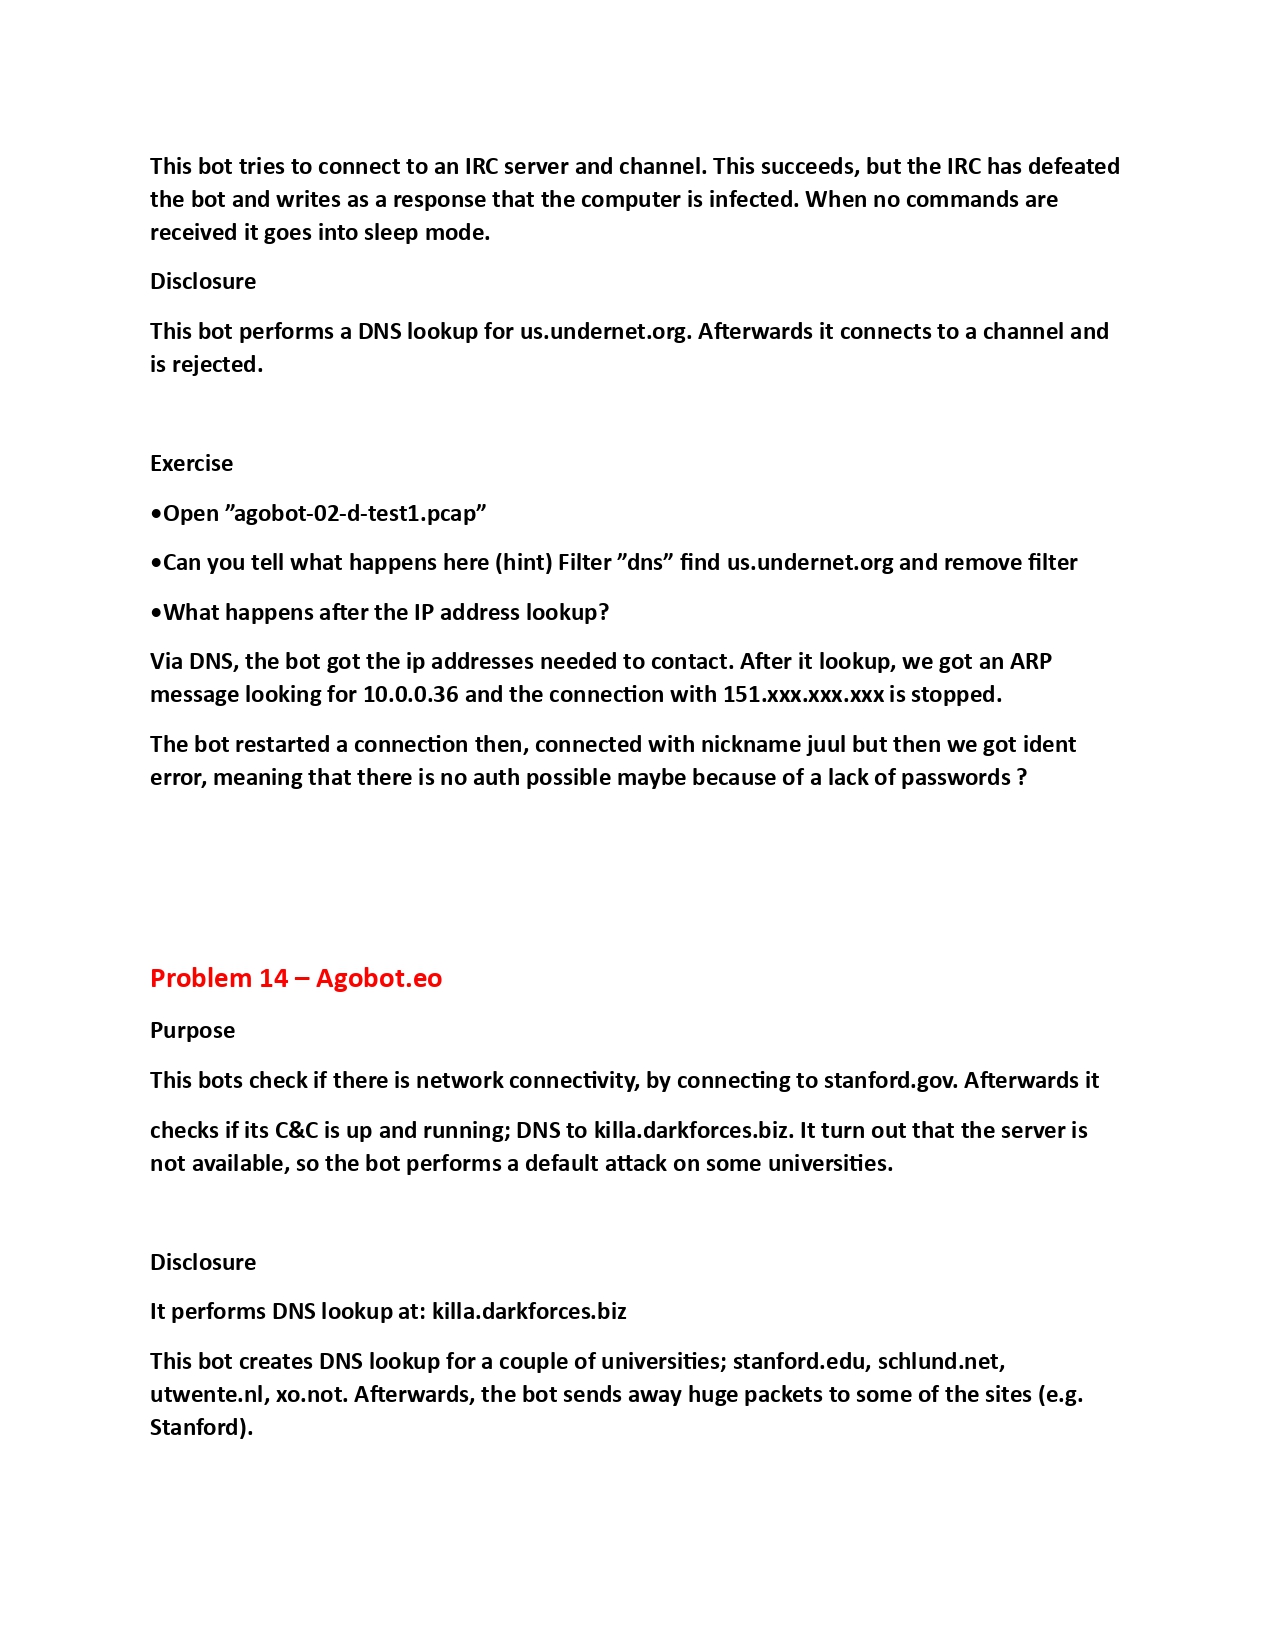 This bot tries to connect to an IRC server and channel. This succeeds, but the IRC has defeated
the bot and writes as a response that the computer is infected. When no commands are
received it goes into sleep mode.
Disclosure
This bot performs a DNS lookup for us.undernet.org. Afterwards it connects to a channel and
is rejected.
Exercise
•Open ”agobot-02-d-test1.pcap”
•Can you tell what happens here (hint) Filter ”dns” find us.undernet.org and remove filter
•What happens after the IP address lookup?
Via DNS, the bot got the ip addresses needed to contact. After it lookup, we got an ARP
message looking for 10.0.0.36 and the connection with 151.xxx.xxx.xxx is stopped.
The bot restarted a connection then, connected with nickname juul but then we got ident
error, meaning that there is no auth possible maybe because of a lack of passwords ?
Problem 14 – Agobot.eo
Purpose
This bots check if there is network connectivity, by connecting to stanford.gov. Afterwards it
checks if its C&C is up and running; DNS to killa.darkforces.biz. It turn out that the server is
not available, so the bot performs a default attack on some universities.
Disclosure
It performs DNS lookup at: killa.darkforces.biz
This bot creates DNS lookup for a couple of universities; stanford.edu, schlund.net,
utwente.nl, xo.not. Afterwards, the bot sends away huge packets to some of the sites (e.g.
Stanford).